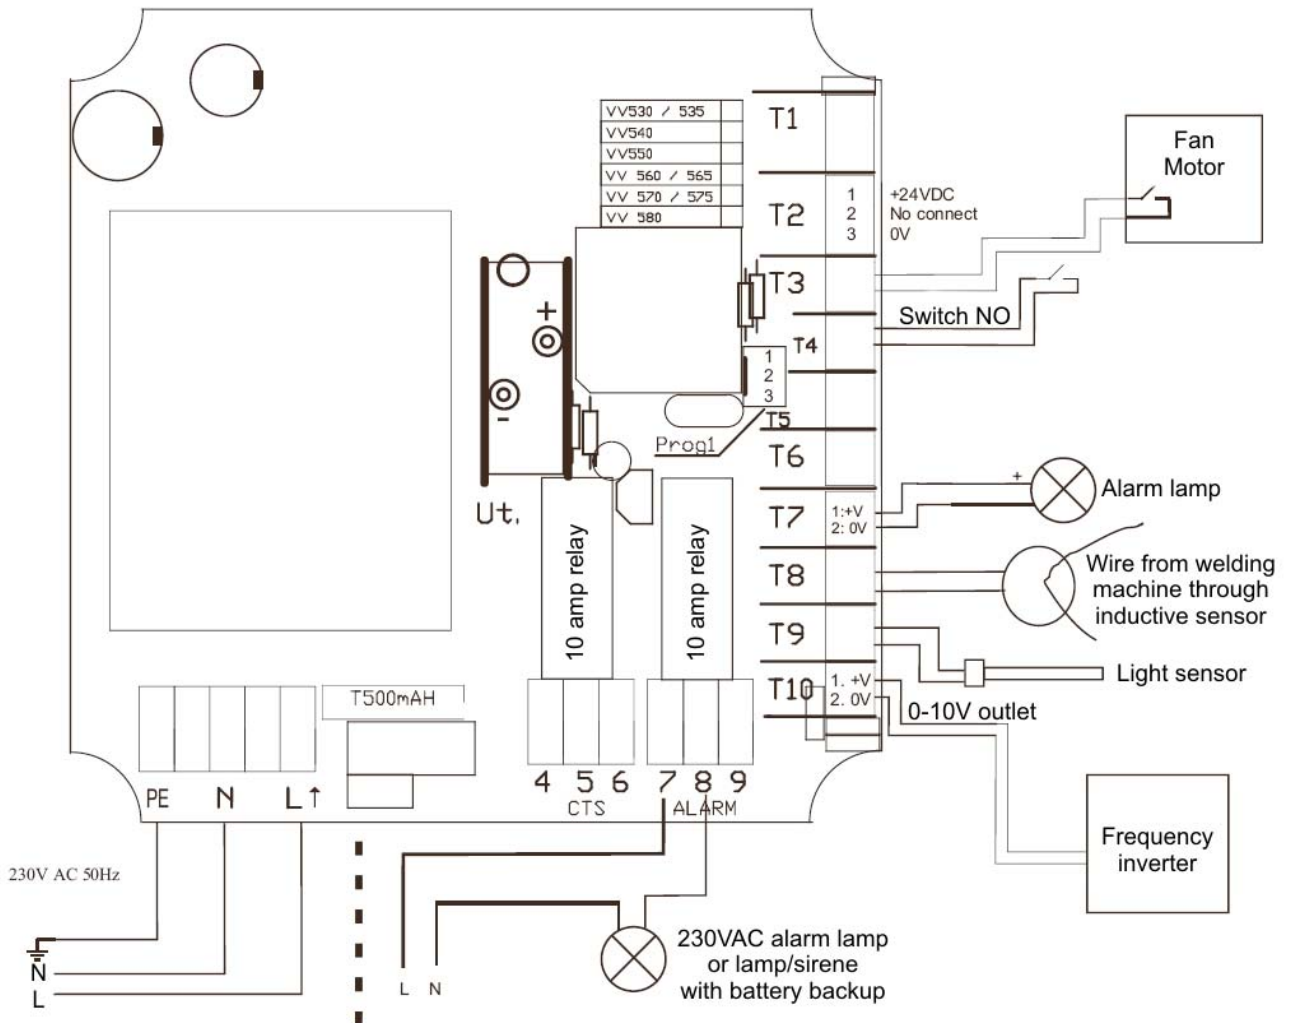 VV530 / 535
VV540
VV550
VV 560 / 565
VV 570 / 575
VV 580
T1
T2
1
2
3
+24VDC
No connect
0V
Fan
Motor
T3
Switch NO
T4
1
2
3
T5
Prog1
+
-
Ut.
T6
T7
1:+V
2: 0V
+
Alarm lamp
T8
Wire from welding
machine through
inductive sensor
T9
Light sensor
T10
1. +V
2. 0V
0-10V outlet
10 amp relay
10 amp relay
T500mAH
PE
N
L↑
4 5 6
CTS
7 8 9
ALARM
Frequency
inverter
230V AC 50Hz
N
L
L N
230VAC alarm lamp
or lamp/sirene
with battery backup